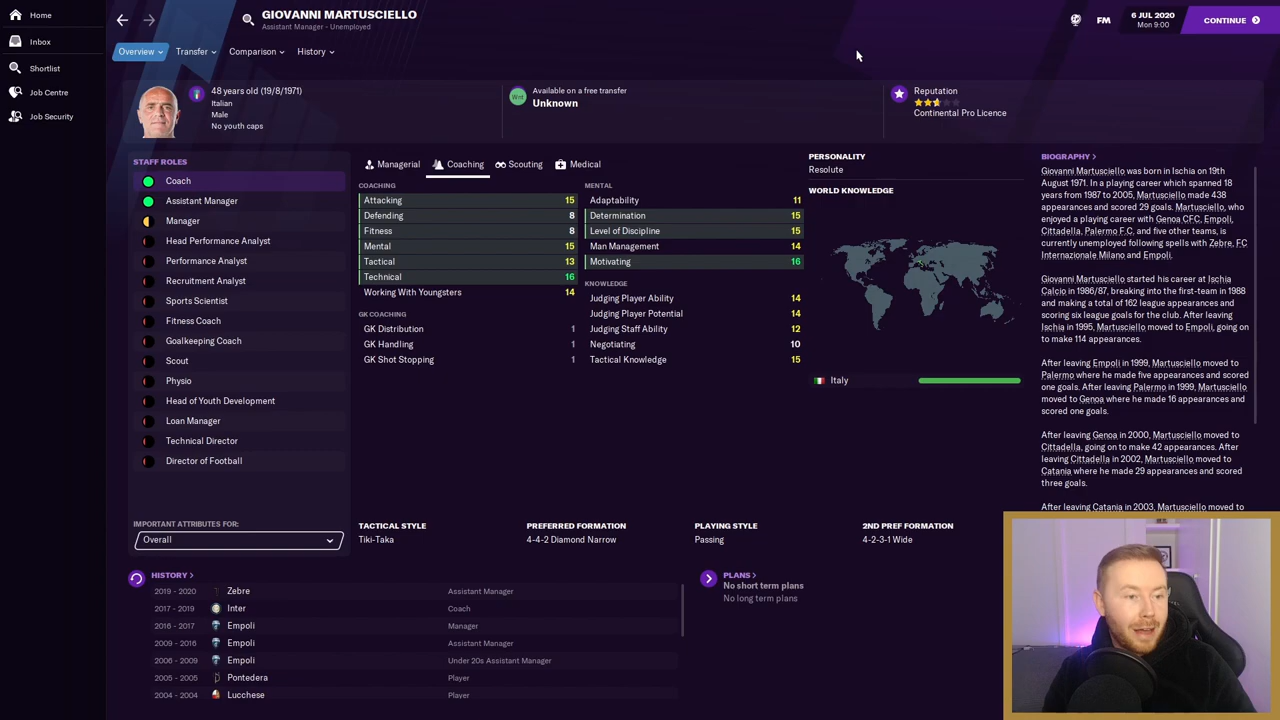 Home
Inbox
Shortlist
Job Centre
Job Security
GIOVANNI MARTUSCIELLO
Assistant Manager - Unemployed
FM
6 JUL 2020
Mon 9:00
CONTINUE
Overview
Transfer
Comparison
History
48 years old (19/8/1971)
Italian
Male
No youth caps
Wnt
Available on a free transfer
Unknown
Reputation
Continental Pro Licence
STAFF ROLES
Coach
Assistant Manager
Manager
Head Performance Analyst
Performance Analyst
Recruitment Analyst
Sports Scientist
Fitness Coach
Goalkeeping Coach
Scout
Physio
Head of Youth Development
Loan Manager
Technical Director
Director of Football
IMPORTANT ATTRIBUTES FOR:
Overall
Managerial
Coaching
Scouting
Medical
COACHING
Attacking 15
Defending 8
Fitness 8
Mental 15
Tactical 13
Technical 16
Working With Youngsters 14
GK COACHING
GK Distribution 1
GK Handling 1
GK Shot Stopping 1
MENTAL
Adaptability 11
Determination 15
Level of Discipline 15
Man Management 14
Motivating 16
KNOWLEDGE
Judging Player Ability 14
Judging Player Potential 14
Judging Staff Ability 12
Negotiating 10
Tactical Knowledge 15
PERSONALITY
Resolute
WORLD KNOWLEDGE
Italy
BIOGRAPHY >
Giovanni Martusciello was born in Ischia on 19th
August 1971. In a playing career which spanned 18
years from 1987 to 2005, Martusciello made 438
appearances and scored 29 goals. Martusciello, who
enjoyed a playing career with Genoa CFC, Empoli,
Cittadella, Palermo F.C. and five other teams, is
currently unemployed following spells with Zebre, FC
Internazionale Milano and Empoli.
Giovanni Martusciello started his career at Ischia
Calcio in 1986/87, breaking into the first-team in 1988
and making a total of 162 league appearances and
scoring six league goals for the club. After leaving
Ischia in 1995, Martusciello moved to Empoli, going on
to make 114 appearances.
After leaving Empoli in 1999, Martusciello moved to
Palermo where he made five appearances and scored
one goals. After leaving Palermo in 1999, Martusciello
moved to Genoa where he made 16 appearances and
scored one goals.
After leaving Genoa in 2000, Martusciello moved to
Cittadella, going on to make 42 appearances. After
leaving Cittadella in 2002, Martusciello moved to
Catania where he made 29 appearances and scored
three goals.
After leaving Catania in 2003, Martusciello moved to
TACTICAL STYLE
Tiki-Taka
PREFERRED FORMATION
4-4-2 Diamond Narrow
PLAYING STYLE
Passing
2ND PREF FORMATION
4-2-3-1 Wide
HISTORY >
2019 - 2020 Zebre Assistant Manager
2017 - 2019 Inter Coach
2016 - 2017 Empoli Manager
2009 - 2016 Empoli Assistant Manager
2006 - 2009 Empoli Under 20s Assistant Manager
2005 - 2005 Pontedera Player
2004 - 2004 Lucchese Player
PLANS >
No short term plans
No long term plans